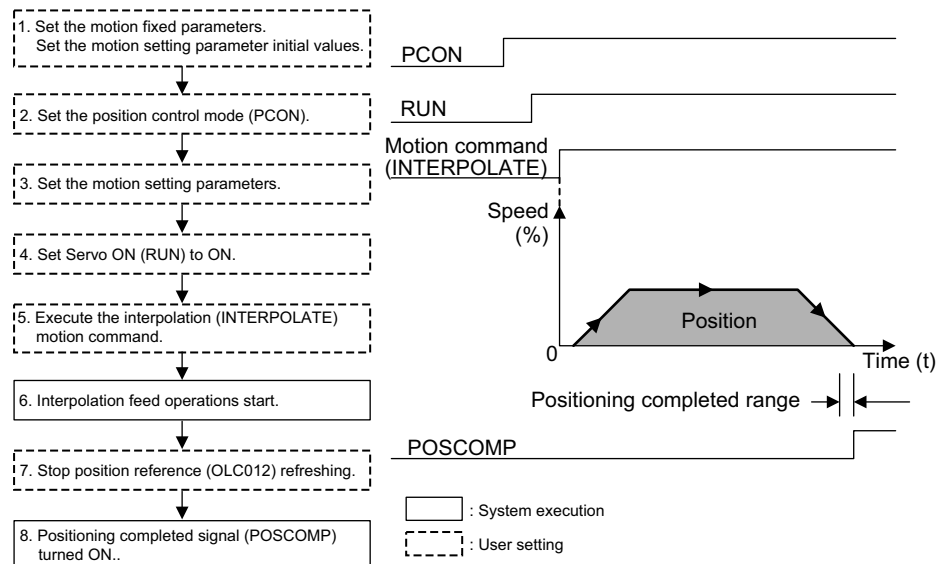 1. Set the motion fixed parameters.
Set the motion setting parameter initial values.
2. Set the position control mode (PCON).
3. Set the motion setting parameters.
4. Set Servo ON (RUN) to ON.
5. Execute the interpolation (INTERPOLATE)
motion command.
6. Interpolation feed operations start.
7. Stop position reference (OLC012) refreshing.
8. Positioning completed signal (POSCOMP)
turned ON..
PCON
RUN
Motion command
(INTERPOLATE)
Speed
(%)
Position
0
Time (t)
Positioning completed range
POSCOMP
: System execution
: User setting